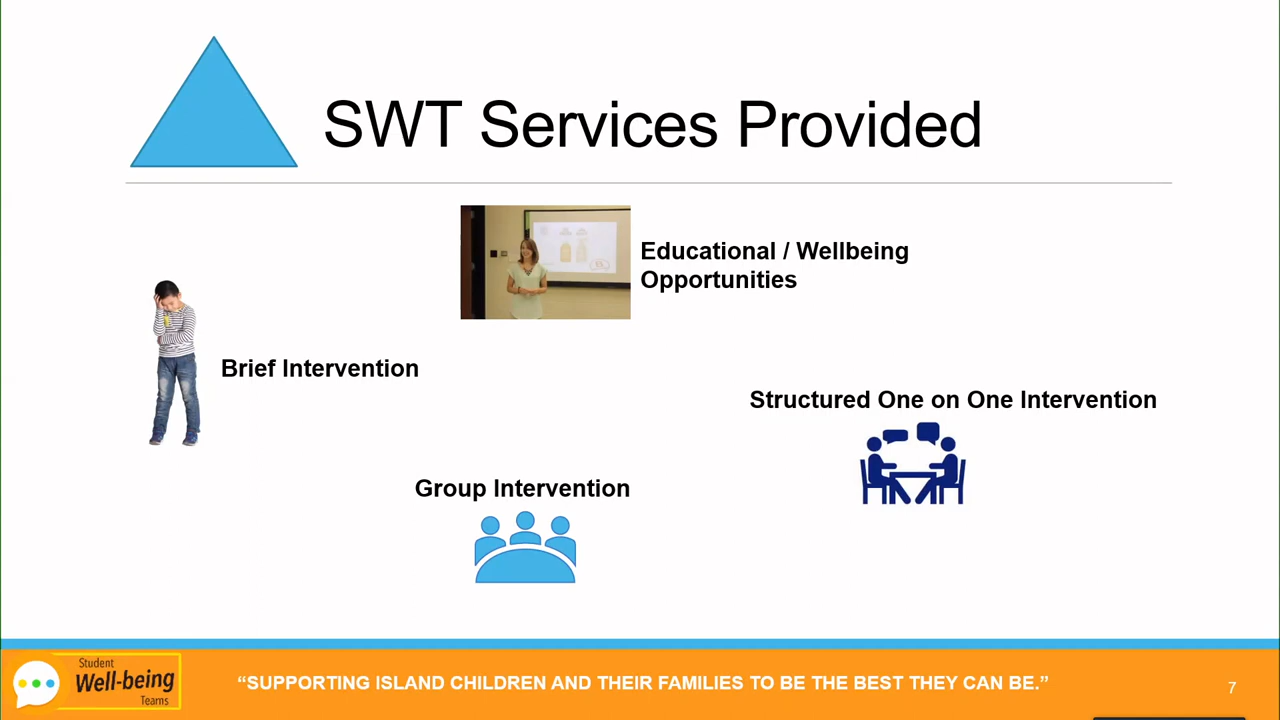 SWT Services Provided
Educational / Wellbeing
Opportunities
Brief Intervention
Structured One on One Intervention
Group Intervention
Student
Well-being
Teams
“SUPPORTING ISLAND CHILDREN AND THEIR FAMILIES TO BE THE BEST THEY CAN BE.”
7